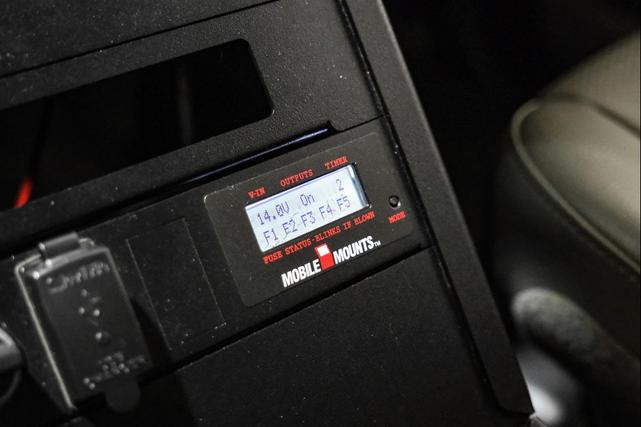 V-IN OUTPUTS TIMER
14.0V On 2
F1 F2 F3 F4 F5
MODE
FUSE STATUS-BLINKS IF BLOWN
MOBILE MOUNTS™